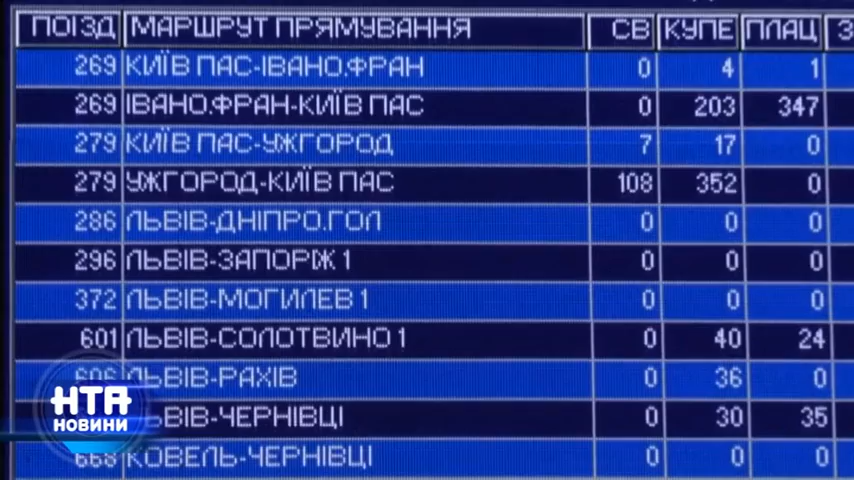 ПОЇЗД МАРШРУТ ПРЯМУВАННЯ СВ КУПЕ ПЛАЦ З
269 КИЇВ ПАС-ІВАНО.ФРАН 0 4 1
269 ІВАНО.ФРАН-КИЇВ ПАС 0 203 347
279 КИЇВ ПАС-УЖГОРОД 7 17 0
279 УЖГОРОД-КИЇВ ПАС 108 352 0
286 ЛЬВІВ-ДНІПРО.ГОЛ 0 0 0
296 ЛЬВІВ-ЗАПОРІЖ 1 0 0 0
372 ЛЬВІВ-МОГИЛЕВ 1 0 0 0
601 ЛЬВІВ-СОЛОТВИНО 1 0 40 24
606 ЛЬВІВ-РАХІВ 0 36 0
ЛЬВІВ-ЧЕРНІВЦІ 0 30 35
668 КОВЕЛЬ-ЧЕРНІВЦІ 0 0 0
НТА
НОВИНИ